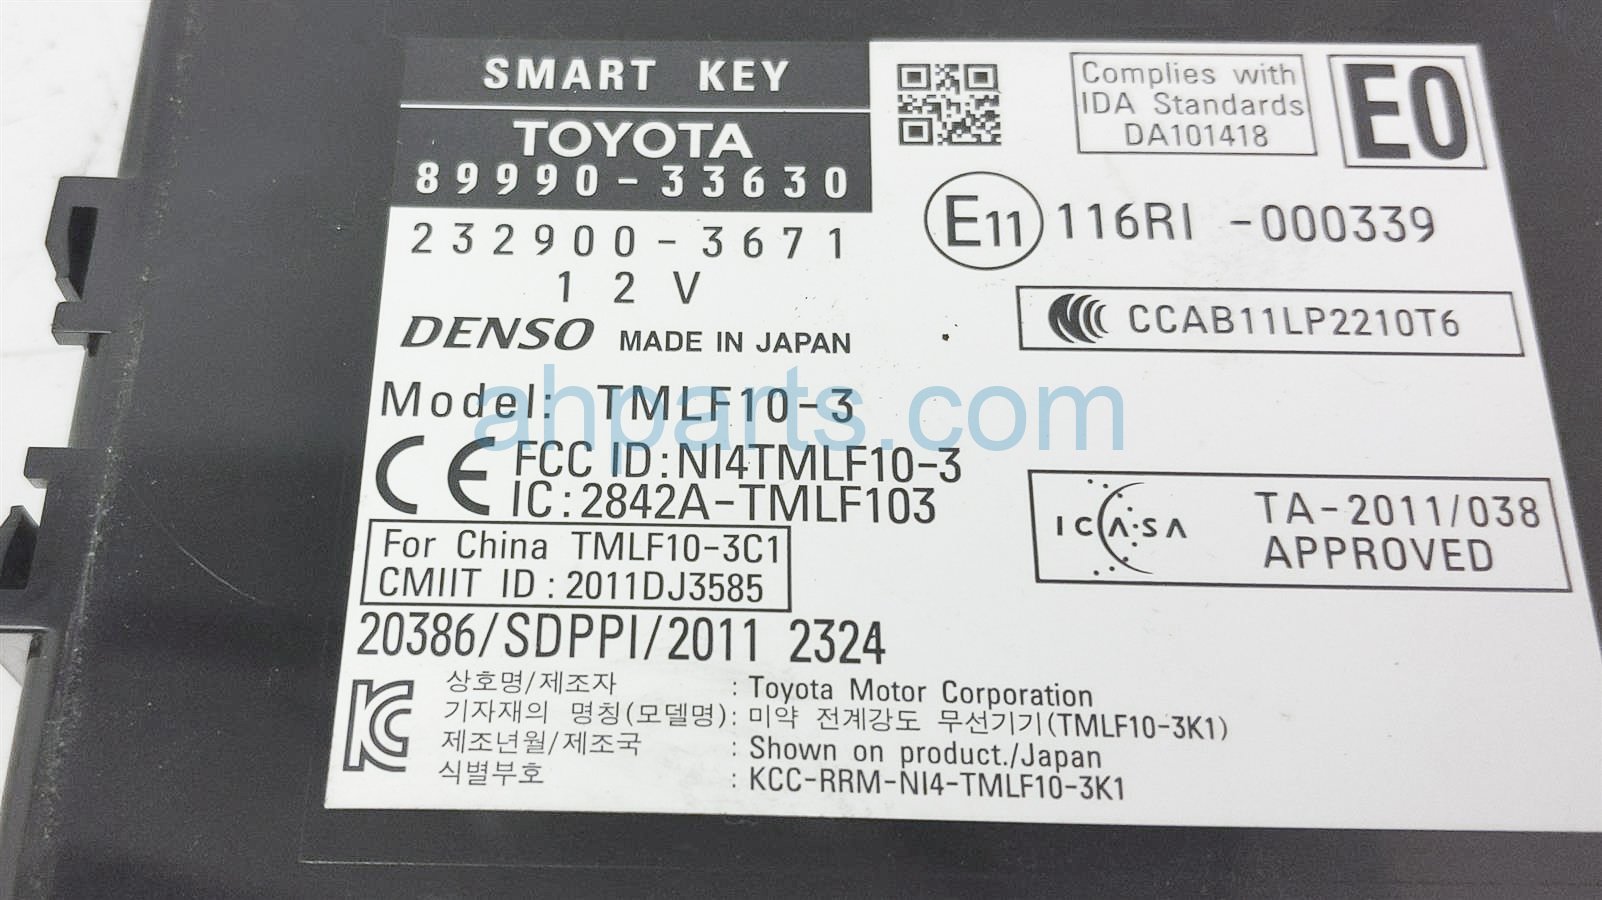 SMART KEY
TOYOTA
89990-33630
232900-3671
12V
DENSO MADE IN JAPAN
Model: TMLF10-3
CE FCC ID:NI4TMLF10-3
IC:2842A-TMLF103
For China TMLF10-3C1
CMIIT ID:2011DJ3585
20386/SDPPI/2011 2324
Complies with
IDA Standards
DA101418
E0
E11 116RI -000339
CCAB11LP2210T6
ICASA
TA-2011/038
APPROVED
상호명/제조자 : Toyota Motor Corporation
기자재의 명칭(모델명): 미약 전계강도 무선기기(TMLF10-3K1)
제조년월/제조국 : Shown on product./Japan
식별부호 : KCC-RRM-NI4-TMLF10-3K1
ahparts.com